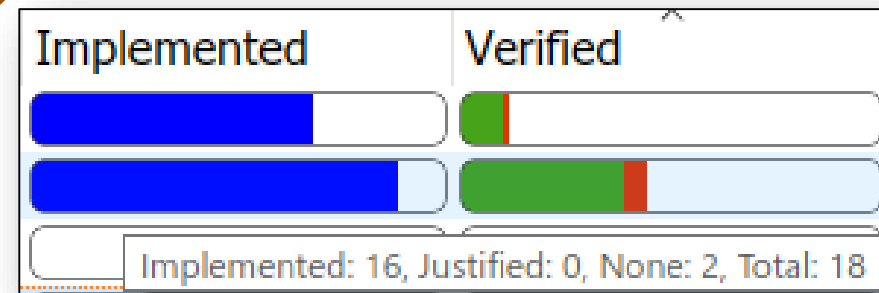 Implemented Verified
Implemented: 16, Justified: 0, None: 2, Total: 18